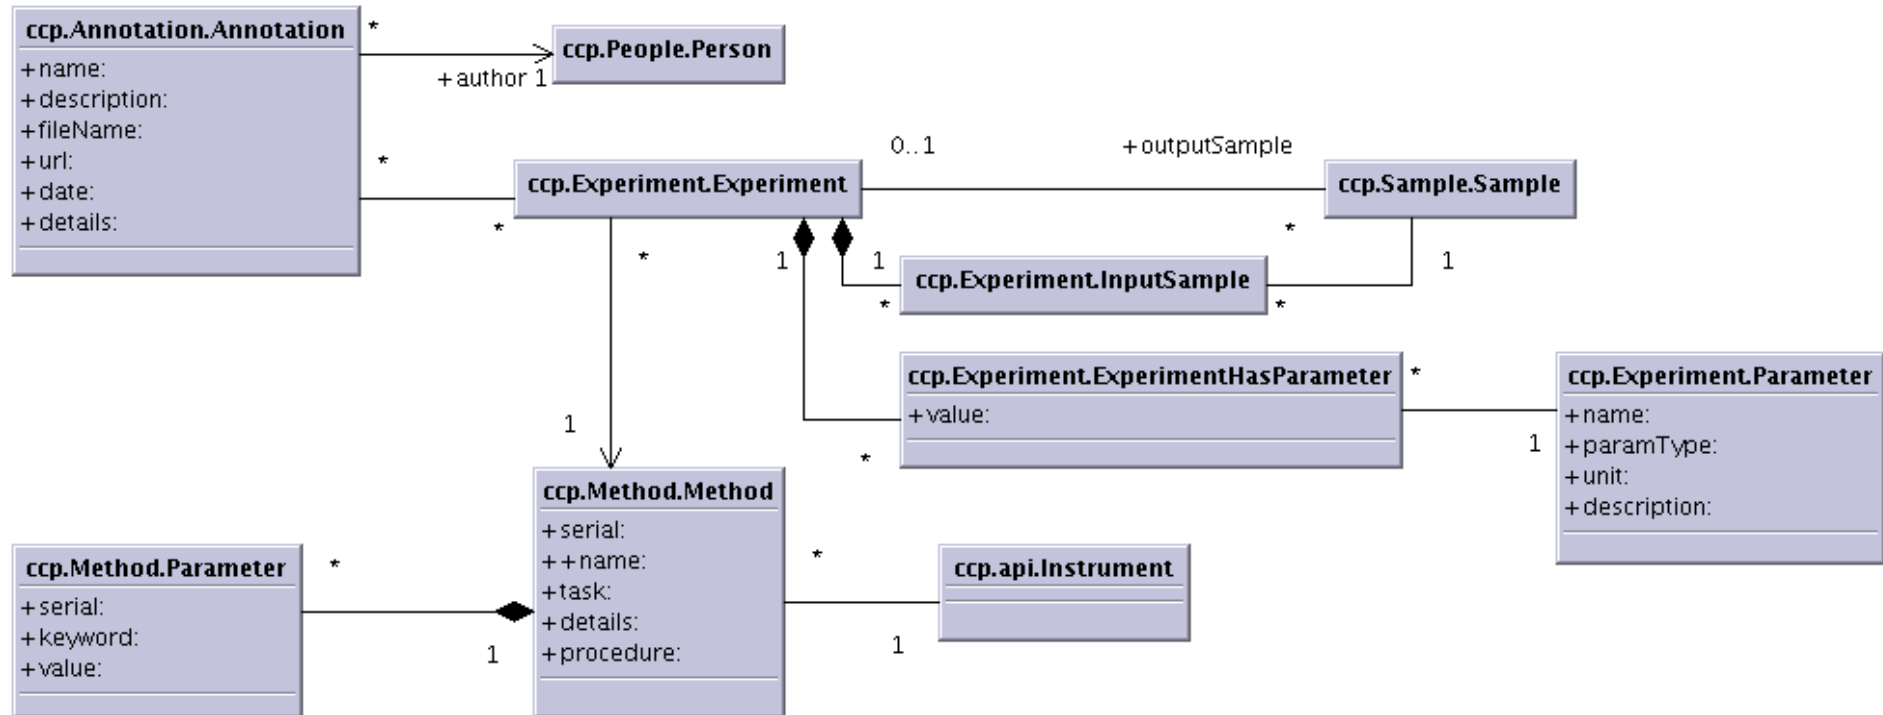 ccp.Annotation.Annotation
+name:
+description:
+fileName:
+url:
+date:
+details:
*
+author 1
ccp.People.Person
*
*
ccp.Experiment.Experiment
0..1
+outputSample
*
ccp.Sample.Sample
1
1
1
*
ccp.Experiment.InputSample
*
*
1
ccp.Experiment.ExperimentHasParameter
+value:
*
*
1
ccp.Experiment.Parameter
+name:
+paramType:
+unit:
+description:
ccp.Method.Method
+serial:
++name:
+task:
+details:
+procedure:
*
1
ccp.api.Instrument
ccp.Method.Parameter
+serial:
+keyword:
+value:
*
1